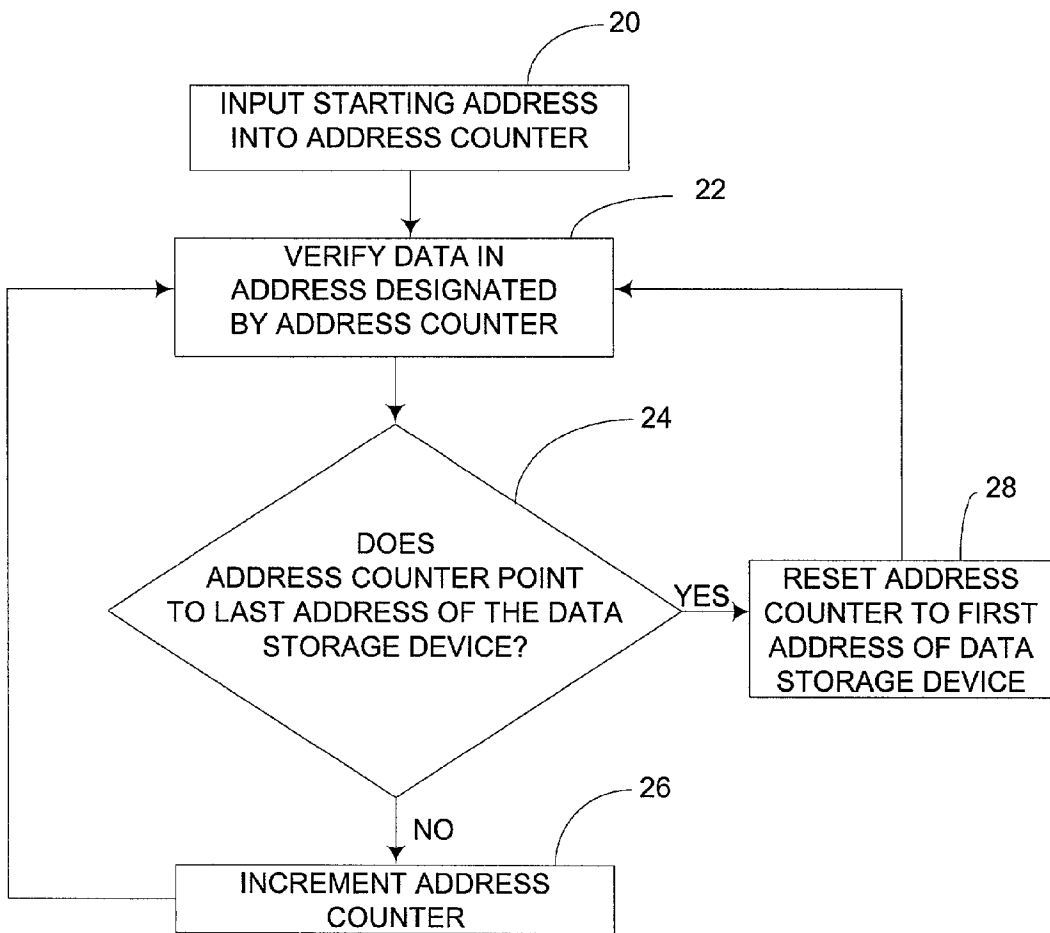 20
INPUT STARTING ADDRESS
INTO ADDRESS COUNTER
22
VERIFY DATA IN
ADDRESS DESIGNATED
BY ADDRESS COUNTER
24
DOES
ADDRESS COUNTER POINT
TO LAST ADDRESS OF THE DATA
STORAGE DEVICE?
YES
28
RESET ADDRESS
COUNTER TO FIRST
ADDRESS OF DATA
STORAGE DEVICE
NO
26
INCREMENT ADDRESS
COUNTER